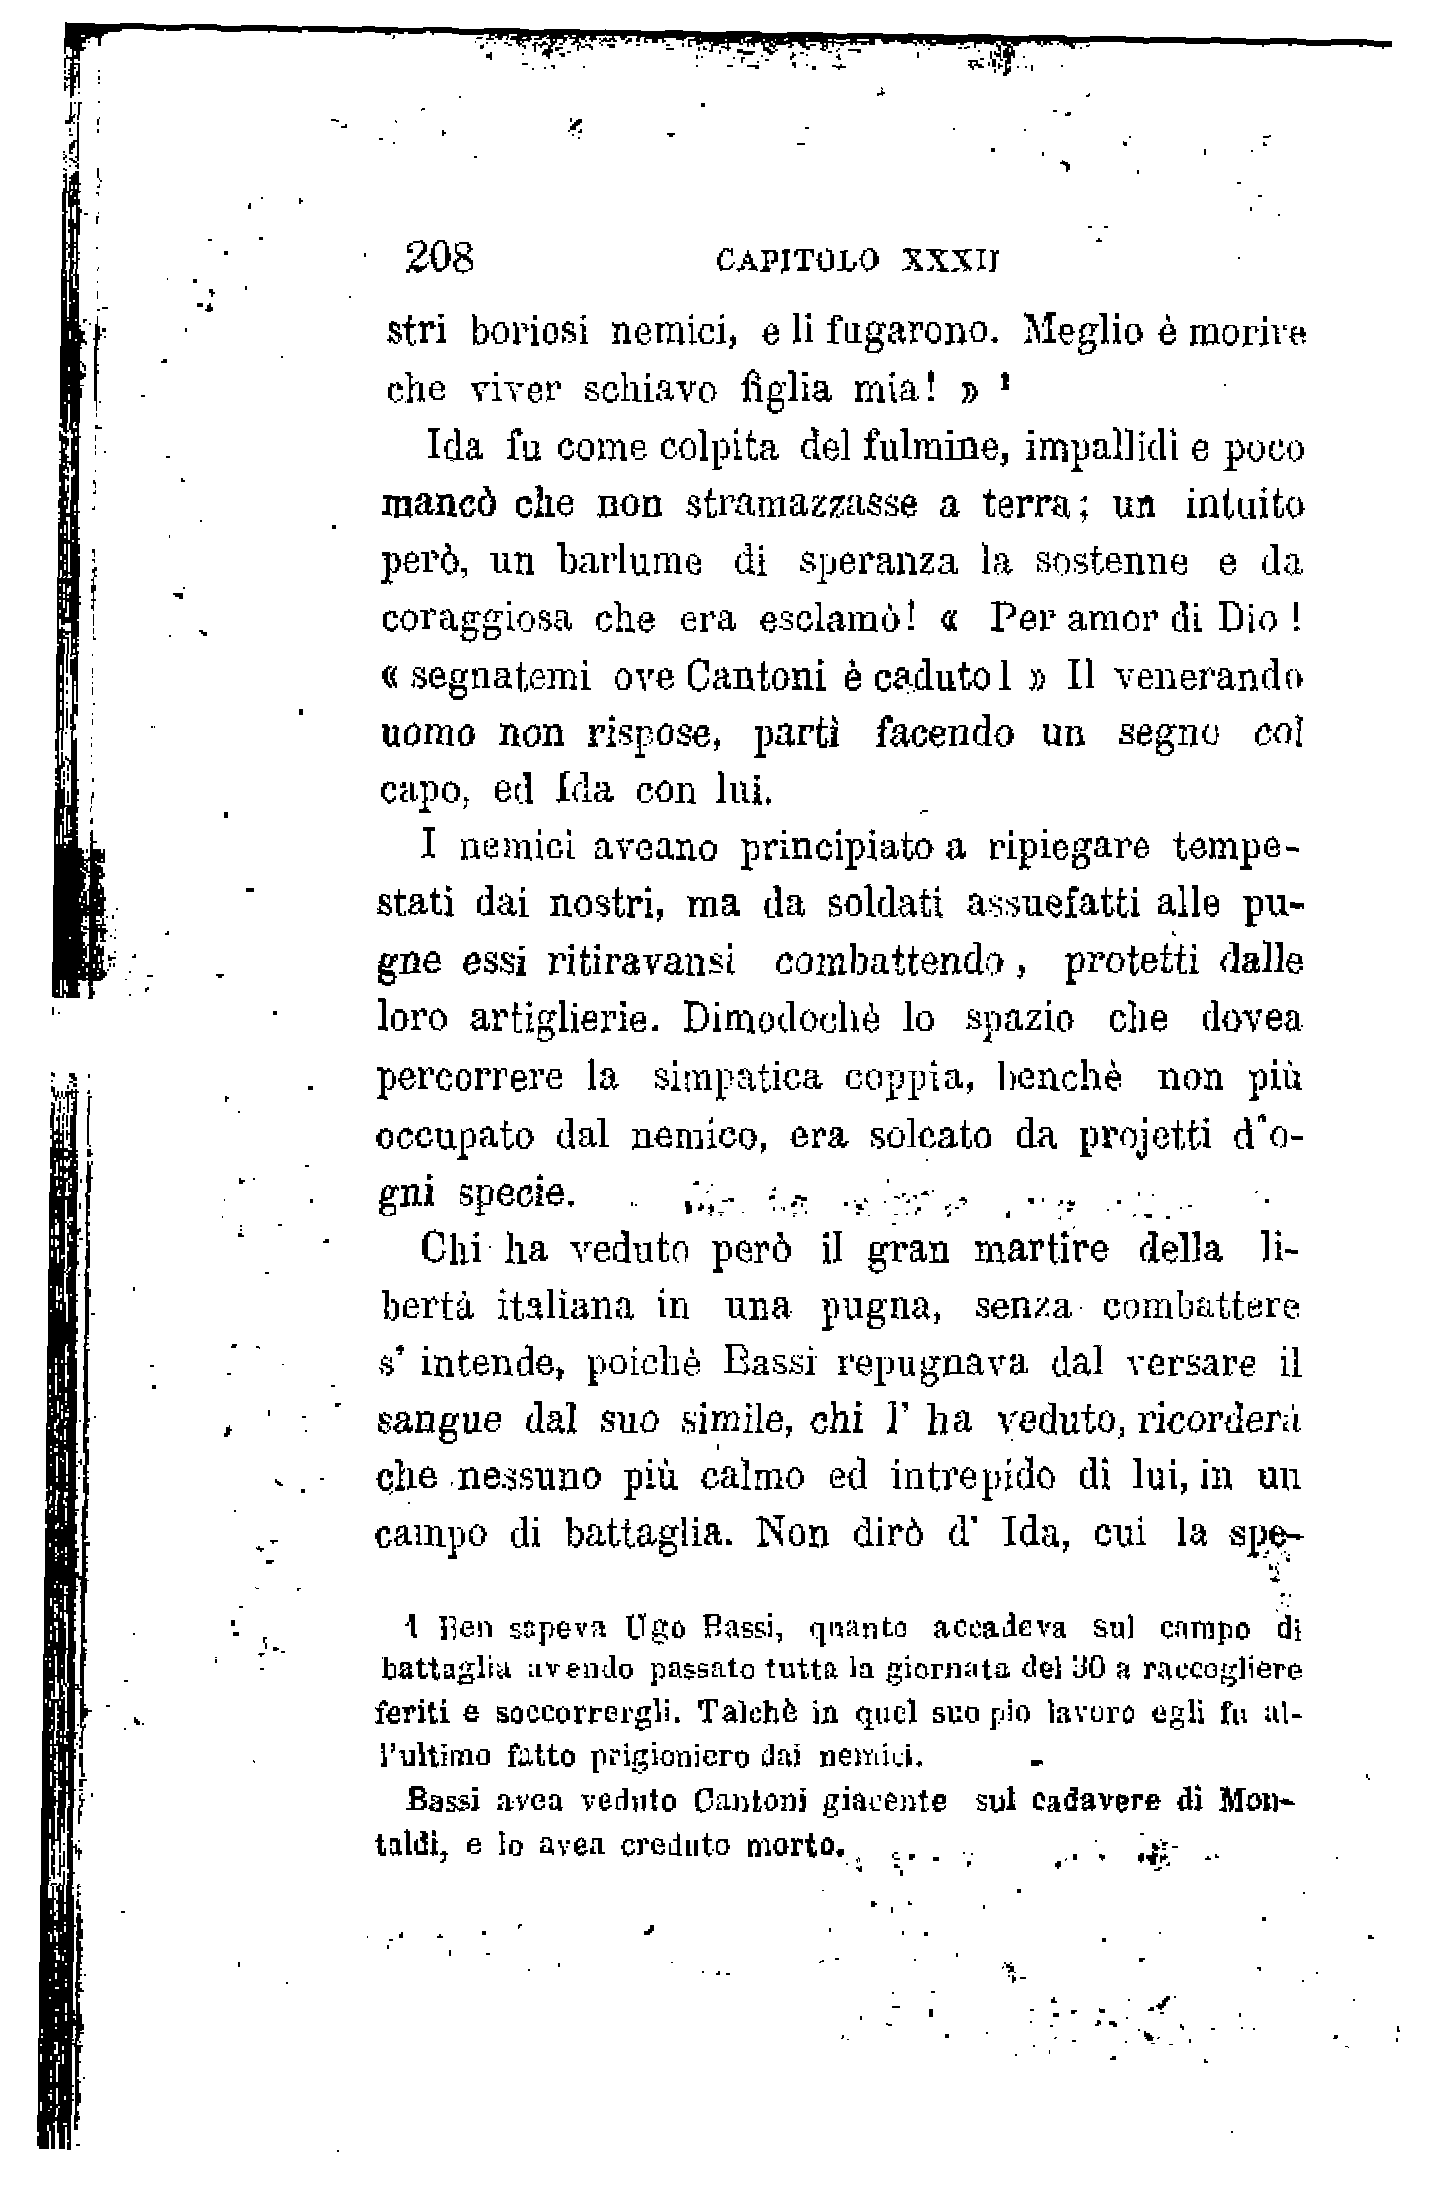 208 CAPITOLO XXXII
stri boriosi nemici, e li fugarono. Meglio è morire
che viver schiavo figlia mia! » 1
Ida fu come colpita del fulmine, impallidì e poco
mancò che non stramazzasse a terra; un intuito
però, un barlume di speranza la sostenne e da
coraggiosa che era esclamò! « Per amor di Dio !
« segnatemi ove Cantoni è caduto! » Il venerando
uomo non rispose, partì facendo un segno col
capo, ed Ida con lui.
I nemici aveano principiato a ripiegare tempe-
stati dai nostri, ma da soldati assuefatti alle pu-
gne essi ritiravansi combattendo, protetti dalle
loro artiglierie. Dimodochè lo spazio che dovea
percorrere la simpatica coppia, benchè non più
occupato dal nemico, era solcato da projetti d'o-
gni specie.
Chi ha veduto però il gran martire della li-
bertà italiana in una pugna, senza combattere
s' intende, poichè Bassi repugnava dal versare il
sangue dal suo simile, chi l' ha veduto, ricorderà
che nessuno più calmo ed intrepido di lui, in un
campo di battaglia. Non dirò d' Ida, cui la spe-
1 Ben sapeva Ugo Bassi, quanto accadeva sul campo di
battaglia avendo passato tutta la giornata del 30 a raccogliere
feriti e soccorrergli. Talchè in quel suo pio lavoro egli fu al-
l'ultimo fatto prigioniero dai nemici.
Bassi avea veduto Cantoni giacente sul cadavere di Mon-
taldi, e lo avea creduto morto.